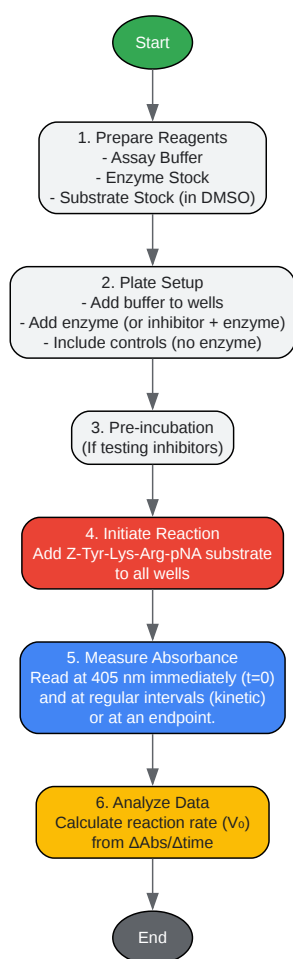 Start
1. Prepare Reagents
- Assay Buffer
- Enzyme Stock
- Substrate Stock (in DMSO)
2. Plate Setup
- Add buffer to wells
- Add enzyme (or inhibitor + enzyme)
- Include controls (no enzyme)
3. Pre-incubation
(If testing inhibitors)
4. Initiate Reaction
Add Z-Tyr-Lys-Arg-pNA substrate
to all wells
5. Measure Absorbance
Read at 405 nm immediately (t=0)
and at regular intervals (kinetic)
or at an endpoint.
6. Analyze Data
Calculate reaction rate (V₀)
from ΔAbs/Δtime
End